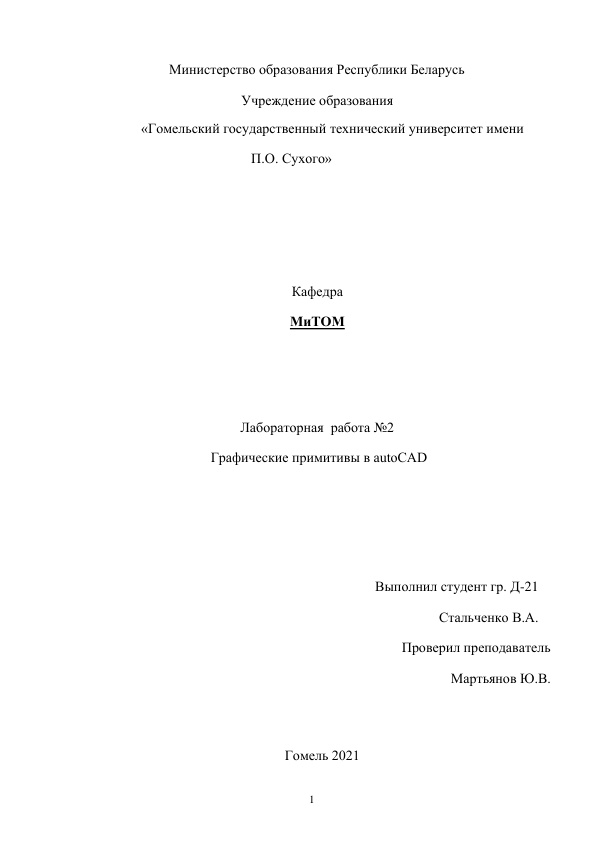 Министерство образования Республики Беларусь
Учреждение образования
«Гомельский государственный технический университет имени
П.О. Сухого»
Кафедра
МиТОМ
Лабораторная  работа №2
Графические примитивы в autoCAD
Выполнил студент гр. Д-21
Стальченко В.А.
Проверил преподаватель
Мартьянов Ю.В.
Гомель 2021
1